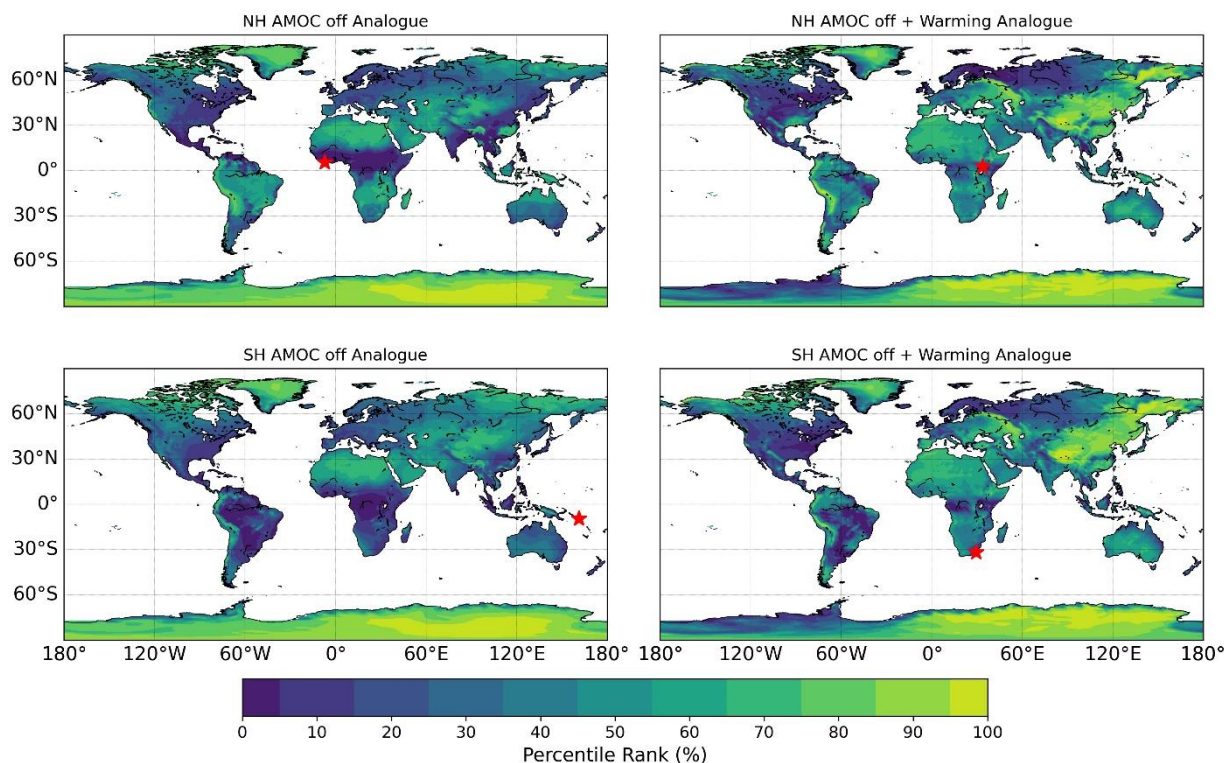 NH AMOC off Analogue
NH AMOC off + Warming Analogue
60°N
30°N
0°
30°S
60°S
SH AMOC off Analogue
SH AMOC off + Warming Analogue
60°N
30°N
0°
30°S
60°S
180° 120°W 60°W 0° 60°E 120°E 180° 180° 120°W 60°W 0° 60°E 120°E 180°
0 10 20 30 40 50 60 70 80 90 100
Percentile Rank (%)